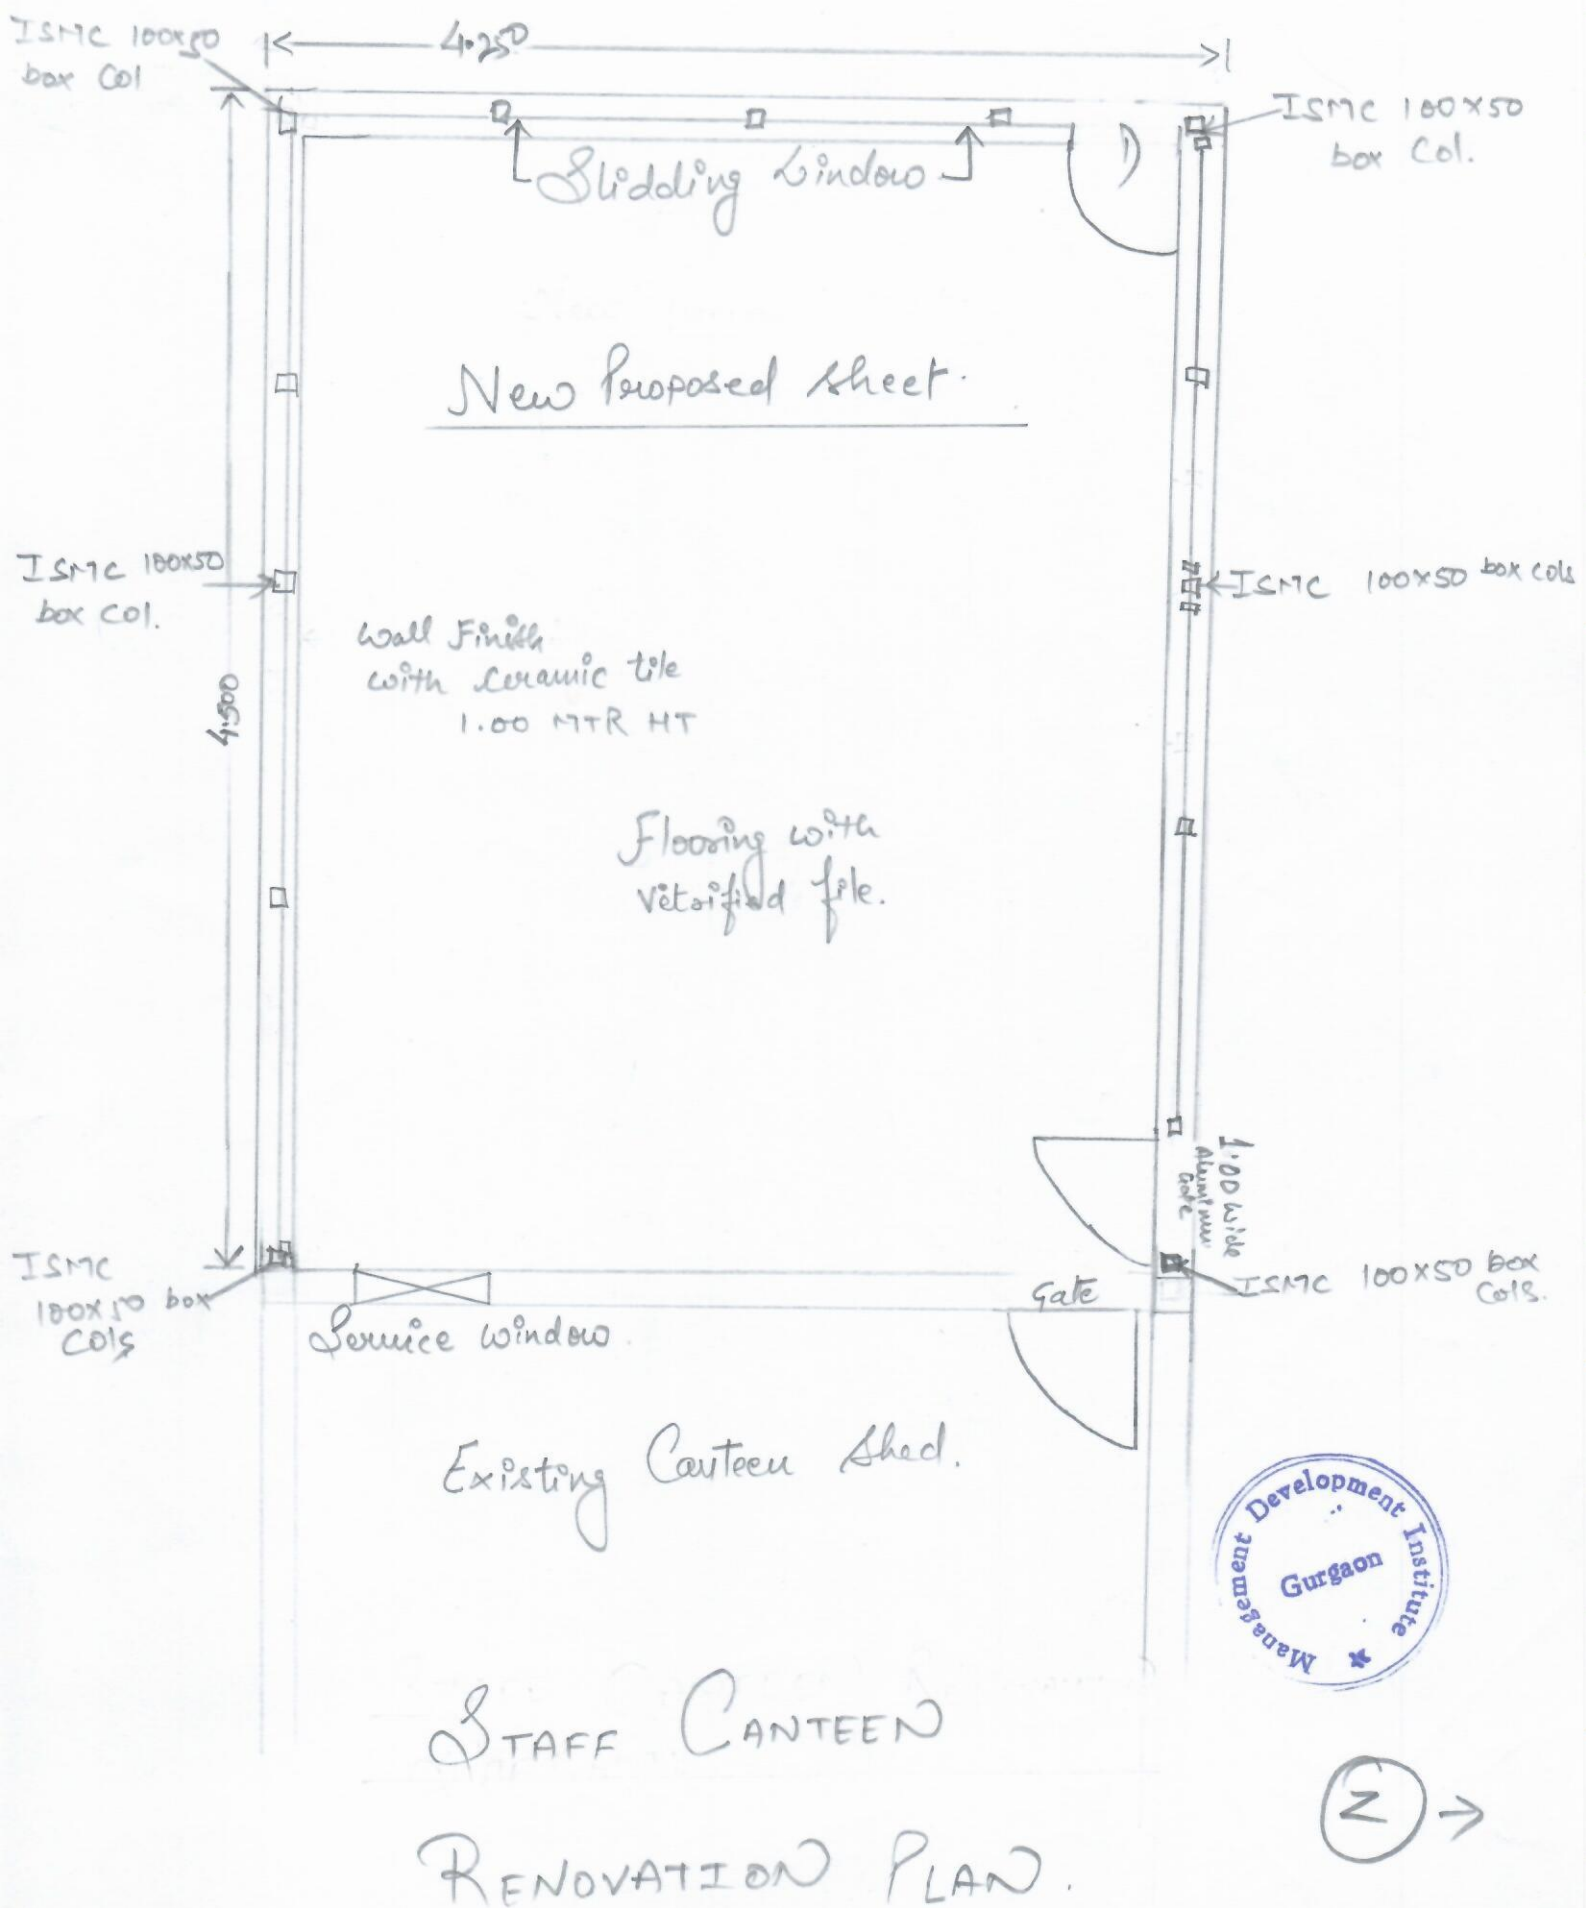 ISMC 100x50
box Col
4.250
ISMC 100x50
box Col.
Slidding Window
D
New Proposed sheet.
ISMC 100x50
box Col.
ISMC 100x50 box cols
4.500
Wall Finish
with Ceramic tile
1.00 MTR HT
Flooring with
Vetrified tile.
1.00 wide
Aluminium
Gate
ISMC
100x50 box
Cols
ISMC 100x50 box
Cols.
Gate
Service window.
Existing Canteen shed.
Management Development Institute
Gurgaon
STAFF CANTEEN
RENOVATION PLAN.
N